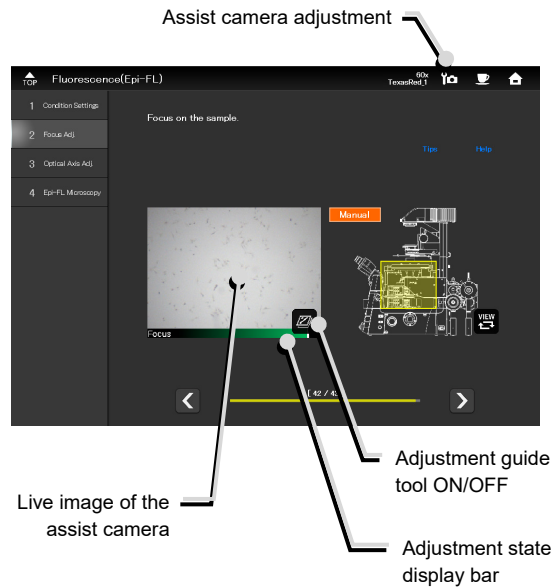 Assist camera adjustment
TOP Fluorescence(Epi-FL)
60x
TexasRed_1
1 Condition Settings
2 Focus Adj.
3 Optical Axis Adj.
4 Epi-FL Microscopy
Focus on the sample.
Tips Help
Manual
VIEW
Focus
[ 42 / 43
Adjustment guide
tool ON/OFF
Live image of the
assist camera
Adjustment state
display bar